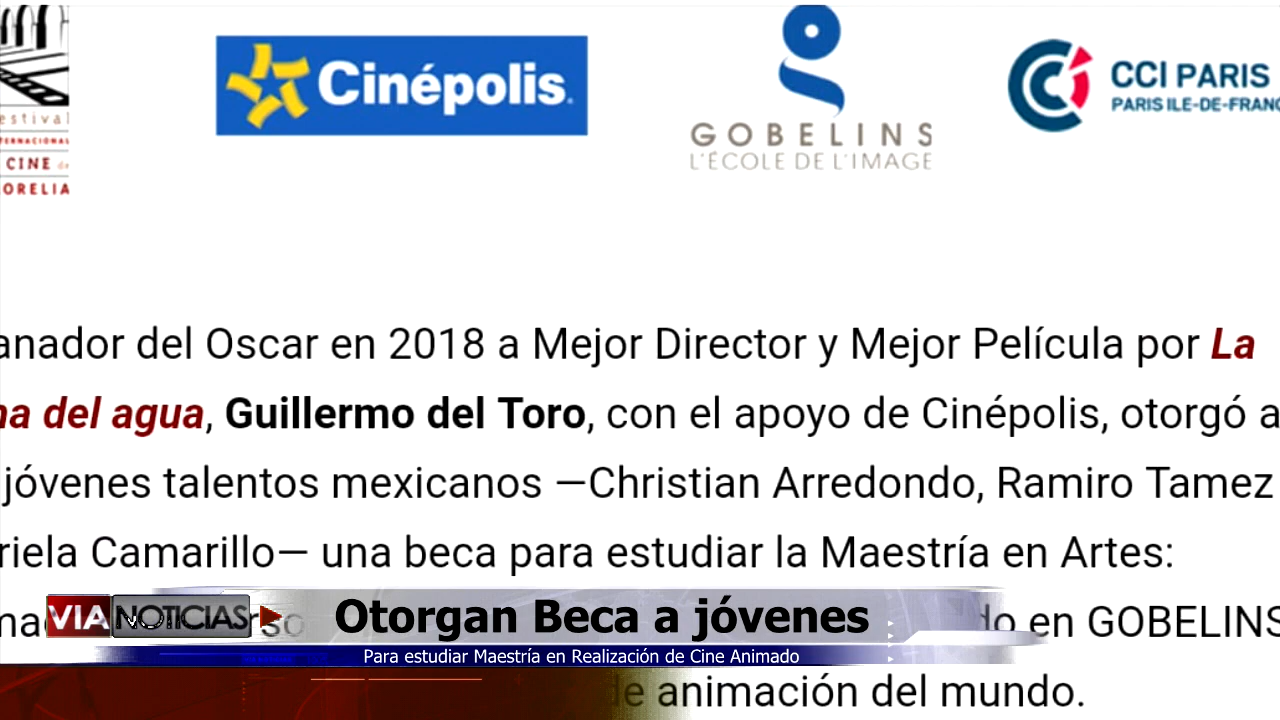 estival
CINE de
ORELIA
Cinépolis
GOBELINS
L'ÉCOLE DE L'IMAGE
CCI PARIS
PARIS ILE-DE-FRANC
anador del Oscar en 2018 a Mejor Director y Mejor Película por La
na del agua, Guillermo del Toro, con el apoyo de Cinépolis, otorgó a
jóvenes talentos mexicanos —Christian Arredondo, Ramiro Tamez
riela Camarillo— una beca para estudiar la Maestría en Artes:
do en GOBELINS
VIA NOTICIAS
Otorgan Beca a jóvenes
Para estudiar Maestría en Realización de Cine Animado
de animación del mundo.